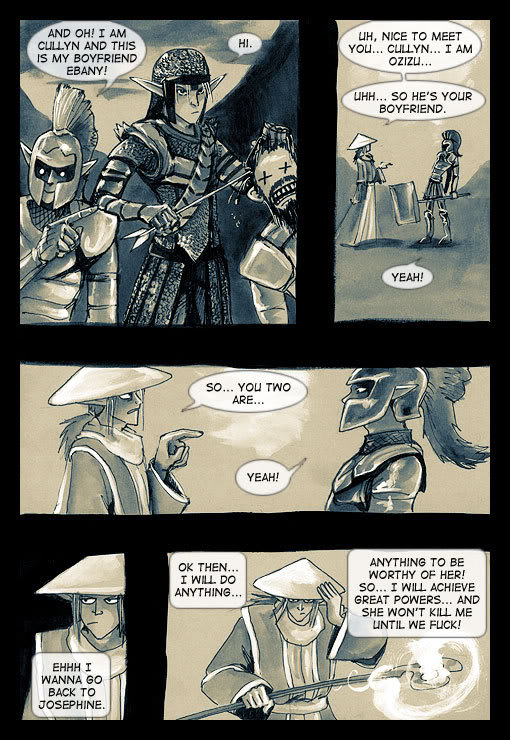 AND OH! I AM
CULLYN AND THIS
IS MY BOYFRIEND
EBANY!
HI.
UH, NICE TO MEET
YOU... CULLYN... I AM
OZIZU...
UHH... SO HE'S YOUR
BOYFRIEND.
YEAH!
SO... YOU TWO
ARE...
YEAH!
EHHH I
WANNA GO
BACK TO
JOSEPHINE.
OK THEN...
I WILL DO
ANYTHING...
ANYTHING TO BE
WORTHY OF HER!
SO... I WILL ACHIEVE
GREAT POWERS... AND
SHE WON'T KILL ME
UNTIL WE FUCK!